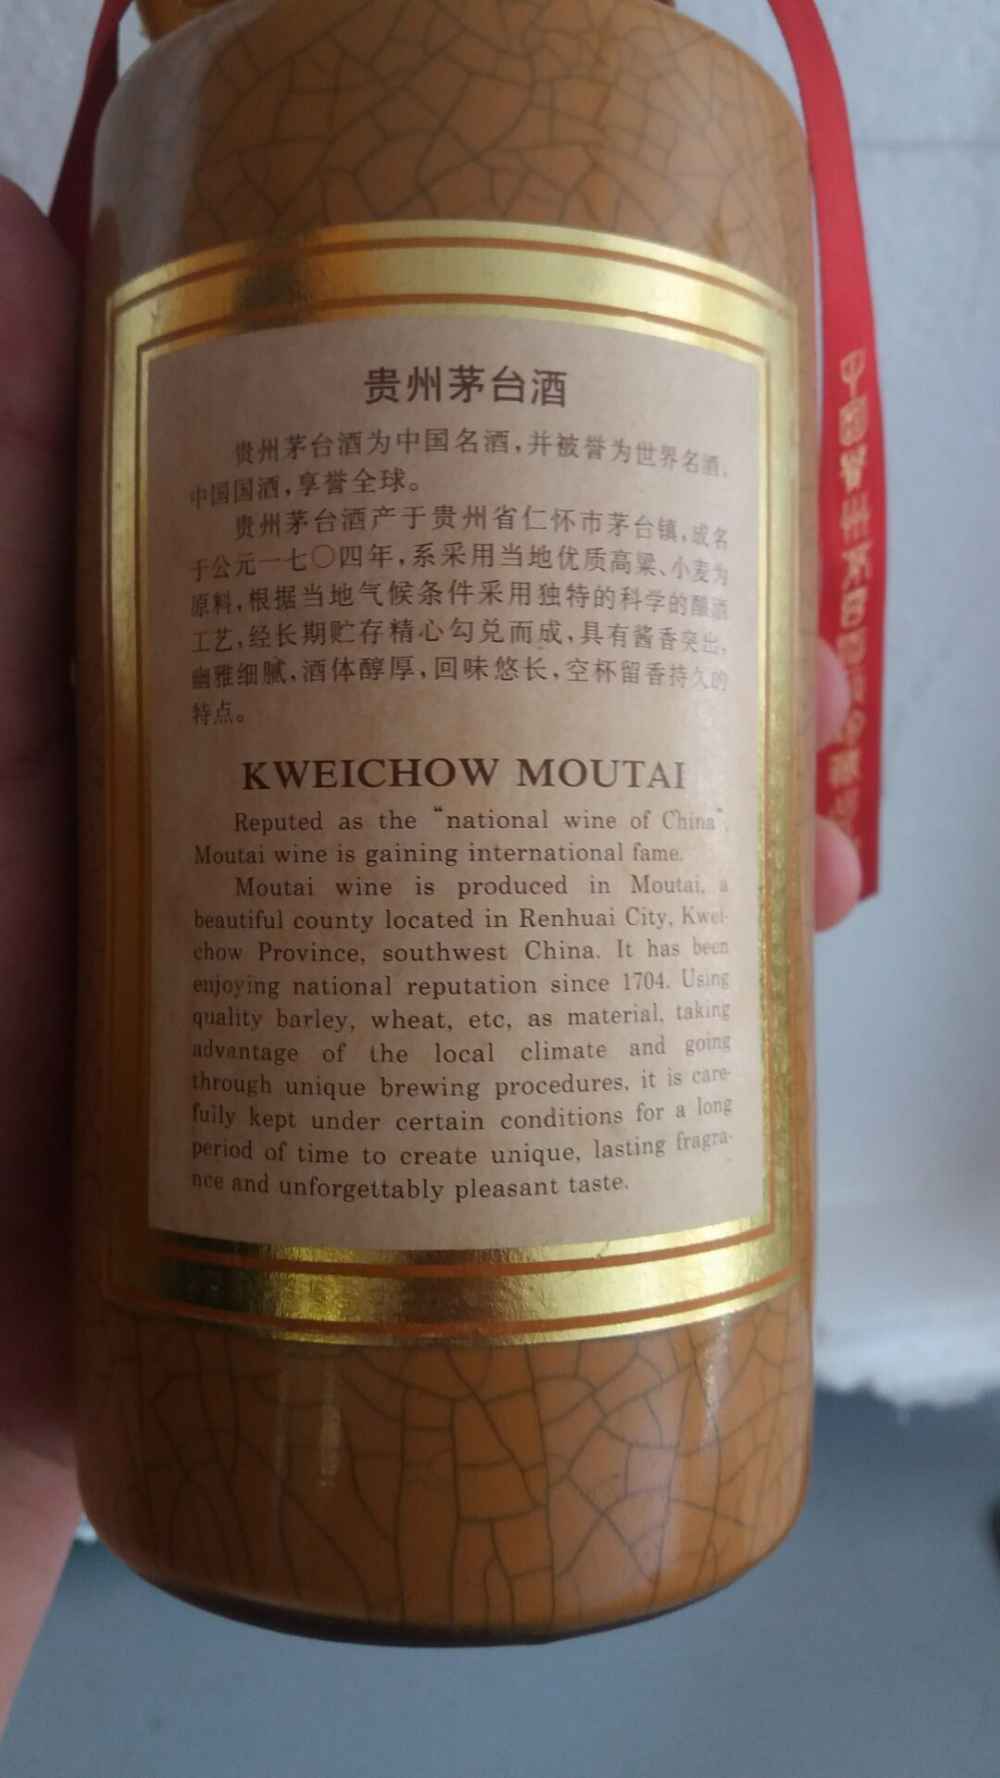 贵州茅台酒
贵州茅台酒为中国名酒,并被誉为世界名酒、
中国国酒,享誉全球。
贵州茅台酒产于贵州省仁怀市茅台镇,成名
于公元一七〇四年,系采用当地优质高粱、小麦为
原料,根据当地气候条件采用独特的科学的酿酒
工艺,经长期贮存精心勾兑而成,具有酱香突出,
幽雅细腻,酒体醇厚,回味悠长,空杯留香持久的
特点。
KWEICHOW MOUTAI
Reputed as the "national wine of China",
Moutai wine is gaining international fame.
Moutai wine is produced in Moutai, a
beautiful county located in Renhuai City, Kwei-
chow Province, southwest China. It has been
enjoying national reputation since 1704. Using
quality barley, wheat, etc, as material, taking
advantage of the local climate and going
through unique brewing procedures, it is care-
fully kept under certain conditions for a long
period of time to create unique, lasting fragra-
nce and unforgettably pleasant taste.
中国贵州茅台